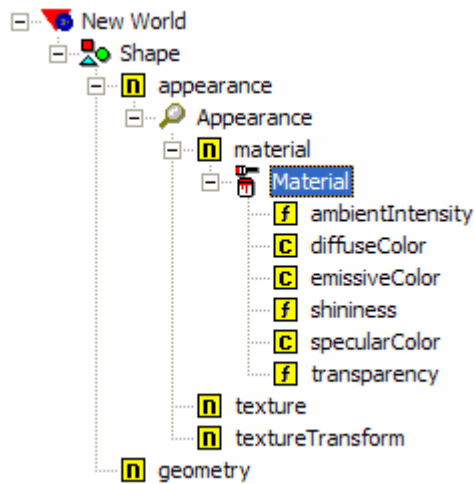 New World
Shape
n appearance
Appearance
n material
Material
f ambientIntensity
C diffuseColor
C emissiveColor
f shininess
C specularColor
f transparency
n texture
n textureTransform
n geometry